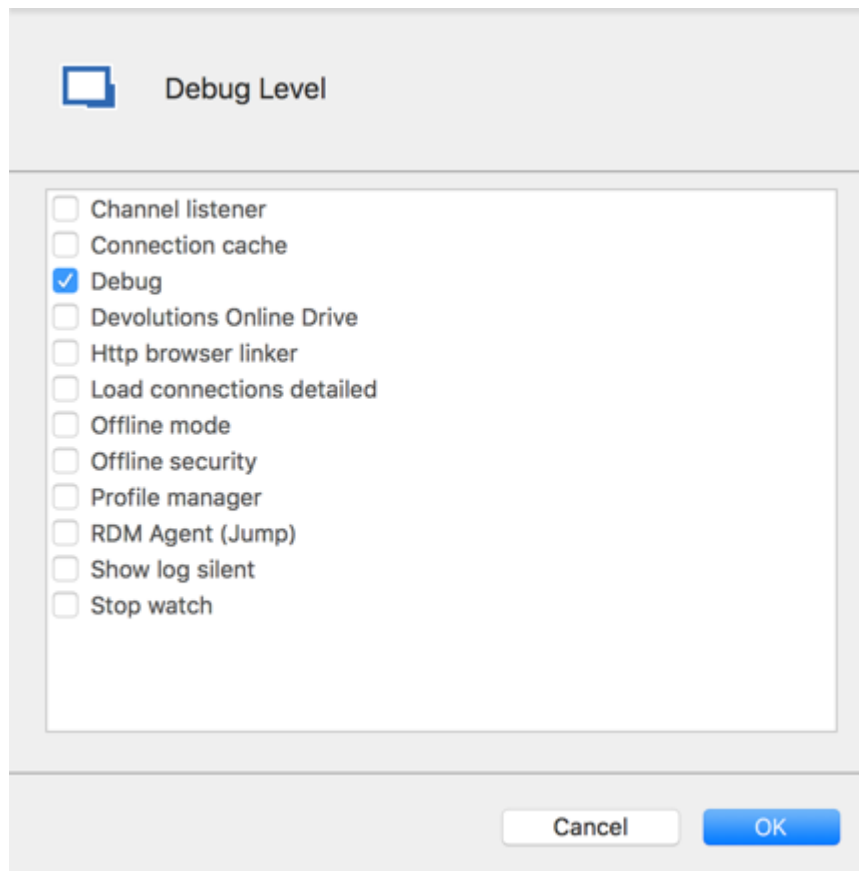 Debug Level
Channel listener
Connection cache
Debug
Devolutions Online Drive
Http browser linker
Load connections detailed
Offline mode
Offline security
Profile manager
RDM Agent (Jump)
Show log silent
Stop watch
Cancel
OK